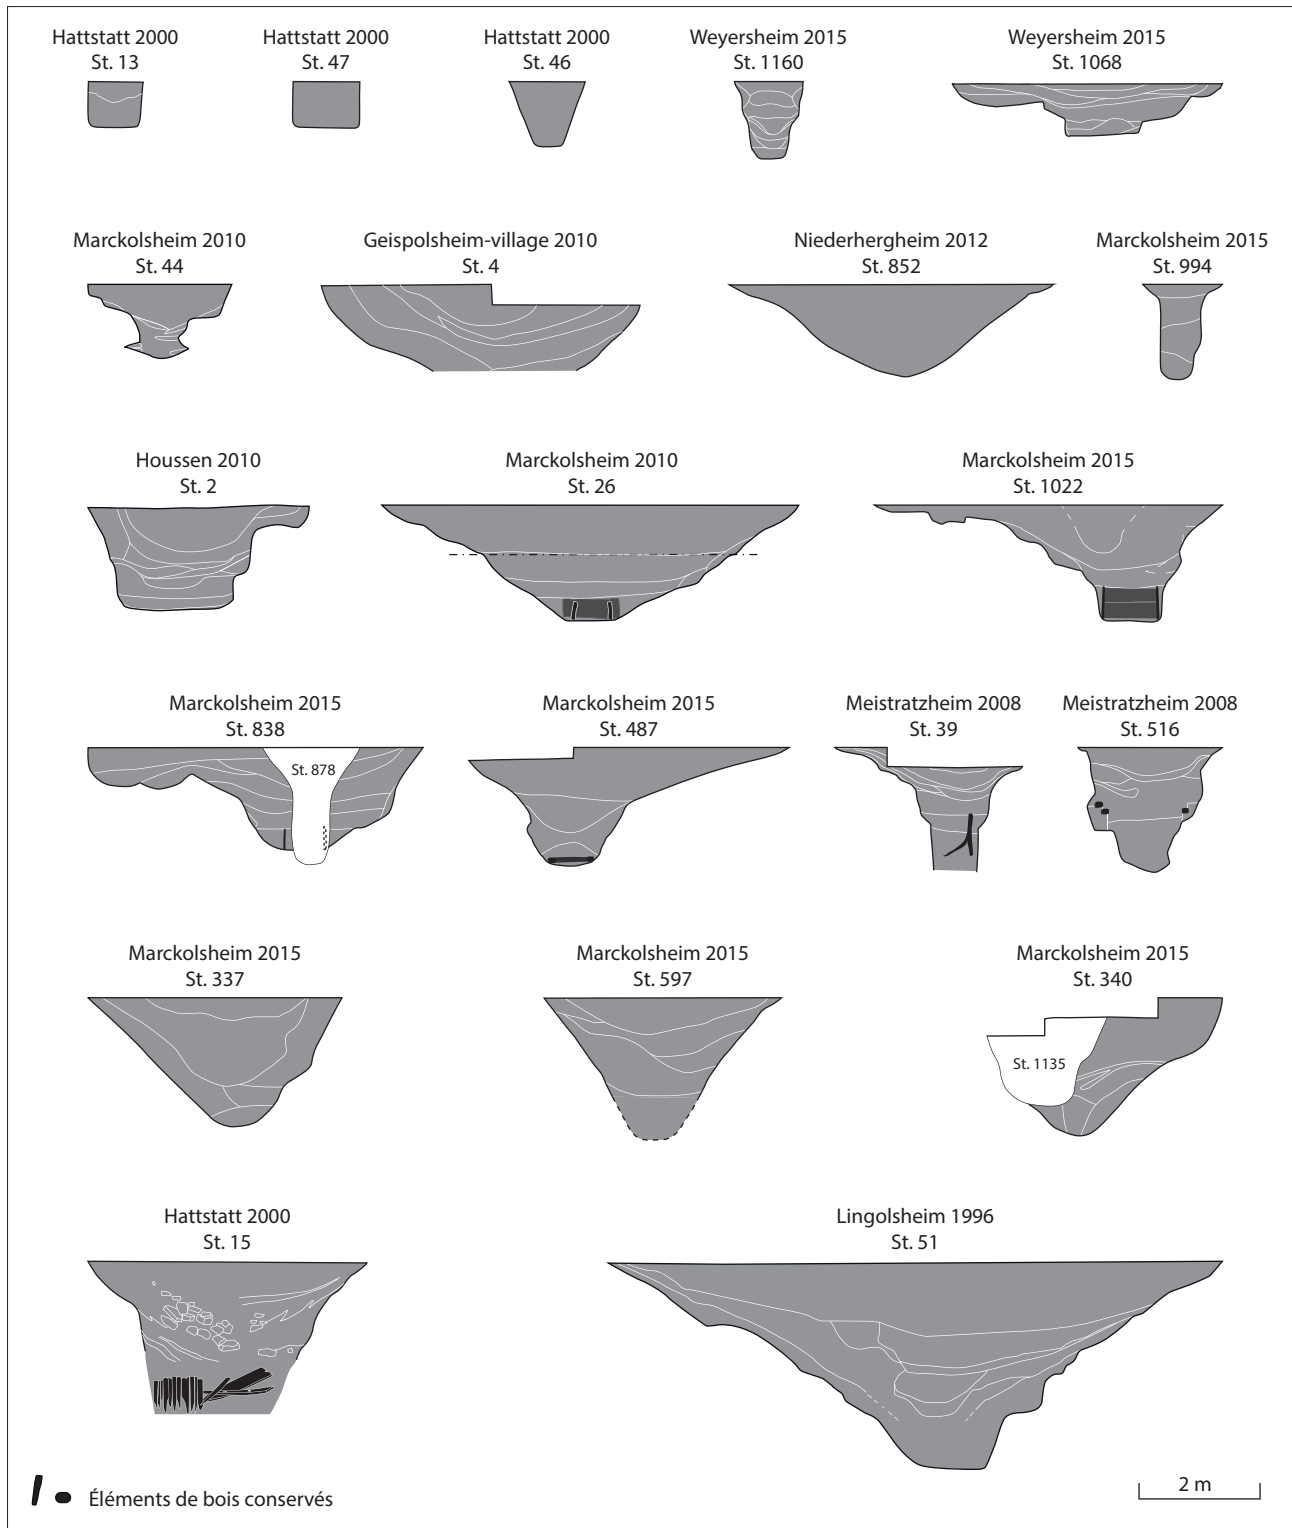 Hattstatt 2000
St. 13
Hattstatt 2000
St. 47
Hattstatt 2000
St. 46
Weyersheim 2015
St. 1160
Weyersheim 2015
St. 1068
Marckolsheim 2010
St. 44
Geispolsheim-village 2010
St. 4
Niederhergheim 2012
St. 852
Marckolsheim 2015
St. 994
Houssen 2010
St. 2
Marckolsheim 2010
St. 26
Marckolsheim 2015
St. 1022
Marckolsheim 2015
St. 838
St. 878
Marckolsheim 2015
St. 487
Meistratzheim 2008
St. 39
Meistratzheim 2008
St. 516
Marckolsheim 2015
St. 337
Marckolsheim 2015
St. 597
Marckolsheim 2015
St. 340
St. 1135
Hattstatt 2000
St. 15
Lingolsheim 1996
St. 51
Éléments de bois conservés
2 m